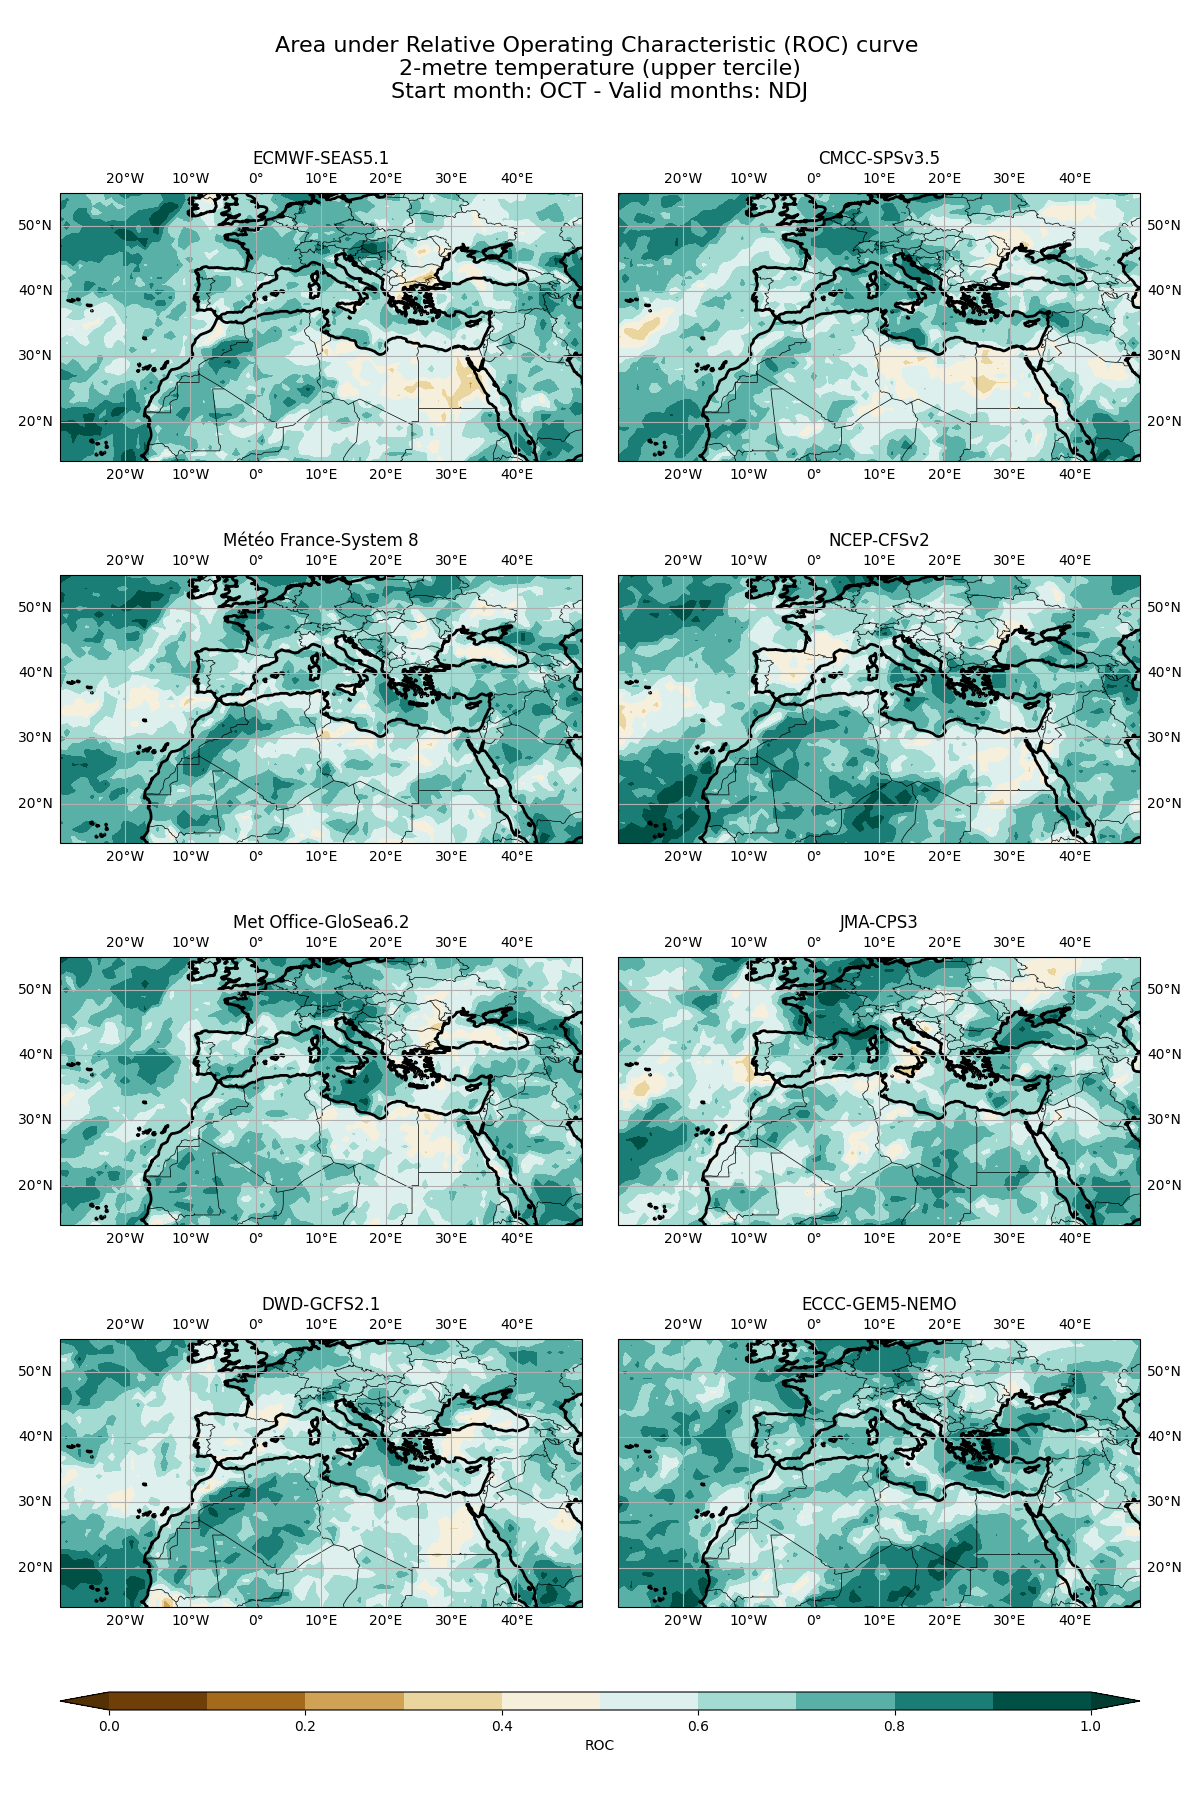 Area under Relative Operating Characteristic (ROC) curve
2-metre temperature (upper tercile)
Start month: OCT - Valid months: NDJ
ECMWF-SEAS5.1
20°W 10°W 0° 10°E 20°E 30°E 40°E
50°N
40°N
30°N
20°N
20°W 10°W 0° 10°E 20°E 30°E 40°E
CMCC-SPSv3.5
20°W 10°W 0° 10°E 20°E 30°E 40°E
50°N
40°N
30°N
20°N
20°W 10°W 0° 10°E 20°E 30°E 40°E
Météo France-System 8
20°W 10°W 0° 10°E 20°E 30°E 40°E
50°N
40°N
30°N
20°N
20°W 10°W 0° 10°E 20°E 30°E 40°E
NCEP-CFSv2
20°W 10°W 0° 10°E 20°E 30°E 40°E
50°N
40°N
30°N
20°N
20°W 10°W 0° 10°E 20°E 30°E 40°E
Met Office-GloSea6.2
20°W 10°W 0° 10°E 20°E 30°E 40°E
50°N
40°N
30°N
20°N
20°W 10°W 0° 10°E 20°E 30°E 40°E
JMA-CPS3
20°W 10°W 0° 10°E 20°E 30°E 40°E
50°N
40°N
30°N
20°N
20°W 10°W 0° 10°E 20°E 30°E 40°E
DWD-GCFS2.1
20°W 10°W 0° 10°E 20°E 30°E 40°E
50°N
40°N
30°N
20°N
20°W 10°W 0° 10°E 20°E 30°E 40°E
ECCC-GEM5-NEMO
20°W 10°W 0° 10°E 20°E 30°E 40°E
50°N
40°N
30°N
20°N
20°W 10°W 0° 10°E 20°E 30°E 40°E
0.0 0.2 0.4 0.6 0.8 1.0
ROC